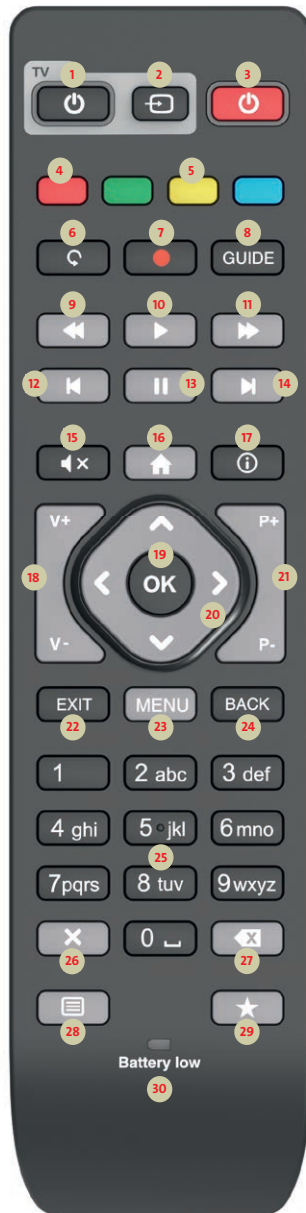 TV
1 2 3
4 5
6 7 8
GUIDE
9 10 11
12 13 14
15 16 17
V+ P+
19
18 OK 21
20
V- P-
EXIT MENU BACK
22 23 24
1 2 abc 3 def
4 ghi 5 jkl 6 mno
25
7pqrs 8 tuv 9wxyz
0
26 27
28 29
Battery low
30